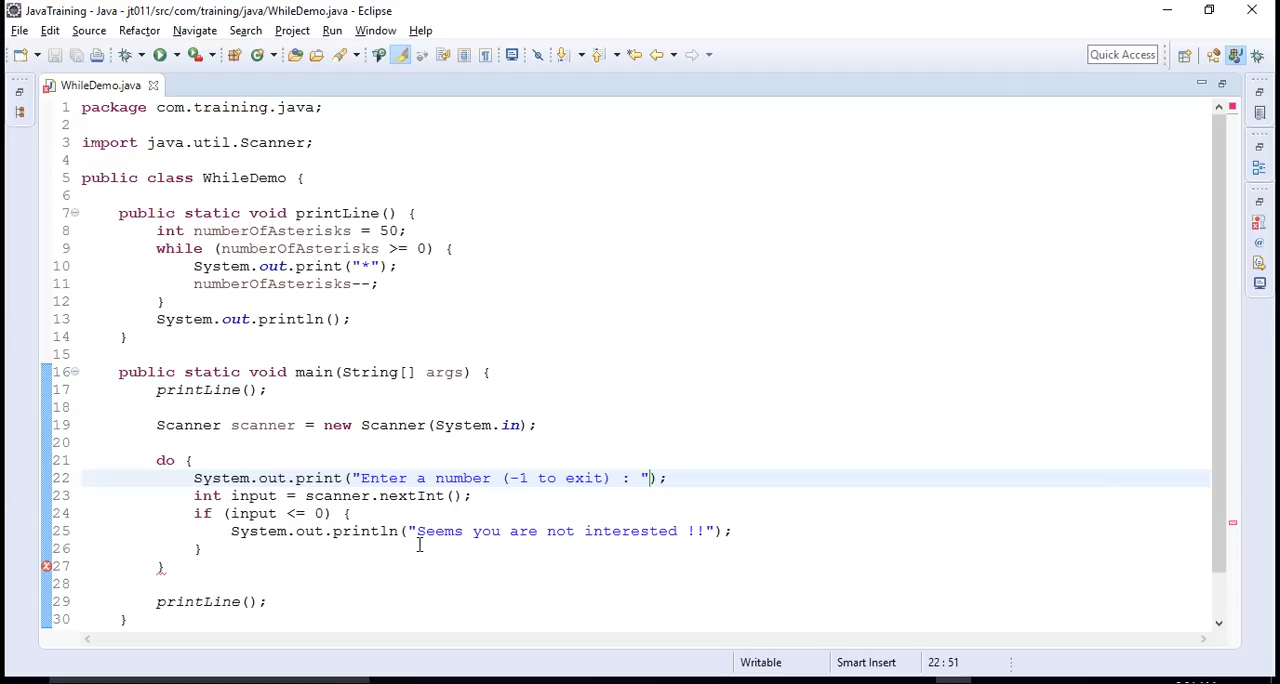 JavaTraining - Java - jt011/src/com/training/java/WhileDemo.java - Eclipse
File Edit Source Refactor Navigate Search Project Run Window Help
Quick Access
WhileDemo.java
1 package com.training.java;
2
3 import java.util.Scanner;
4
5 public class WhileDemo {
6
7 public static void printLine() {
8 int numberOfAsterisks = 50;
9 while (numberOfAsterisks >= 0) {
10 System.out.print("*");
11 numberOfAsterisks--;
12 }
13 System.out.println();
14 }
15
16 public static void main(String[] args) {
17 printLine();
18
19 Scanner scanner = new Scanner(System.in);
20
21 do {
22 System.out.print("Enter a number (-1 to exit) : ");
23 int input = scanner.nextInt();
24 if (input <= 0) {
25 System.out.println("Seems you are not interested !!");
26 }
27 }
28
29 printLine();
30 }
Writable Smart Insert 22 : 51